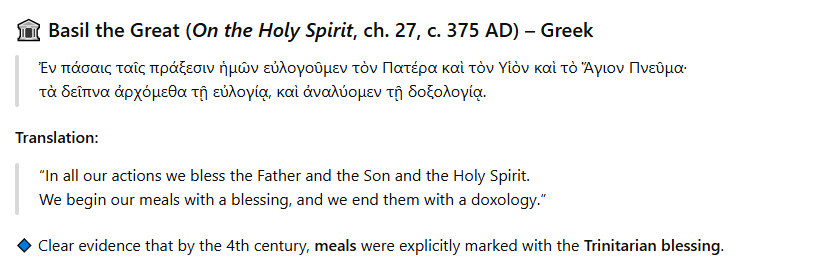 🏛️ Basil the Great (On the Holy Spirit, ch. 27, c. 375 AD) – Greek
Ἐν πάσαις ταῖς πράξεσιν ἡμῶν εὐλογοῦμεν τὸν Πατέρα καὶ τὸν Υἱὸν καὶ τὸ Ἅγιον Πνεῦμα·
τὰ δεῖπνα ἀρχόμεθα τῇ εὐλογίᾳ, καὶ ἀναλύομεν τῇ δοξολογίᾳ.
Translation:
“In all our actions we bless the Father and the Son and the Holy Spirit.
We begin our meals with a blessing, and we end them with a doxology.”
🔹 Clear evidence that by the 4th century, meals were explicitly marked with the Trinitarian blessing.